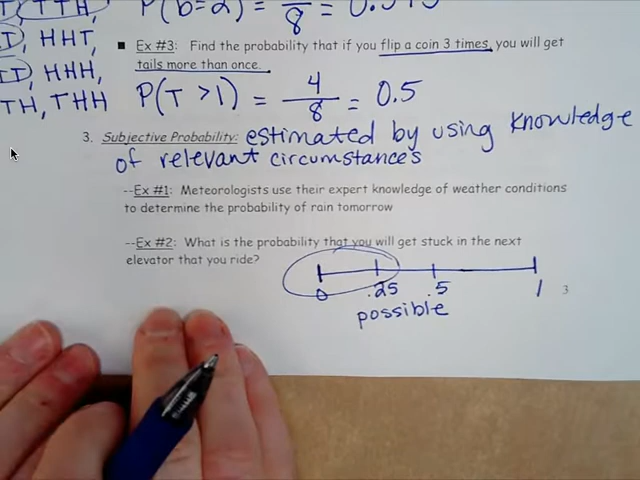 TTH, P(b=2) = 8 = 0.375
HHT,
Ex #3: Find the probability that if you flip a coin 3 times, you will get
tails more than once.
HHH,
TH, THH P(T >1) = 4/8 = 0.5
3. Subjective Probability: estimated by using knowledge
of relevant circumstances
--Ex #1: Meteorologists use their expert knowledge of weather conditions
to determine the probability of rain tomorrow
--Ex #2: What is the probability that you will get stuck in the next
elevator that you ride?
0 .25 .5 1
possible
3